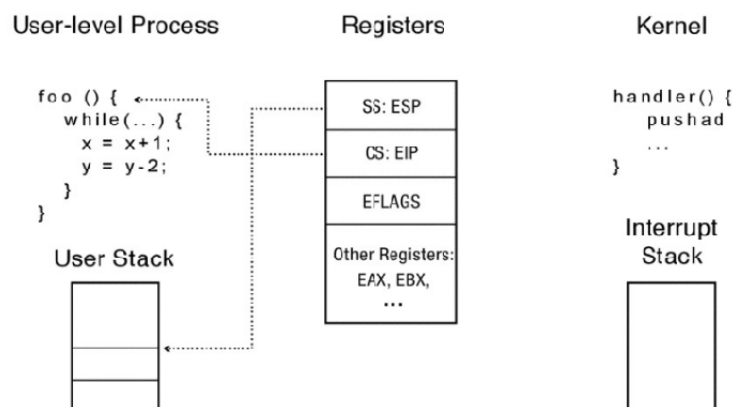 User-level Process
Registers
Kernel
foo () {
while(...) {
x = x+1;
y = y-2;
}
}
User Stack
SS: ESP
CS: EIP
EFLAGS
Other Registers:
EAX, EBX,
...
handler() {
pushad
...
}
Interrupt
Stack